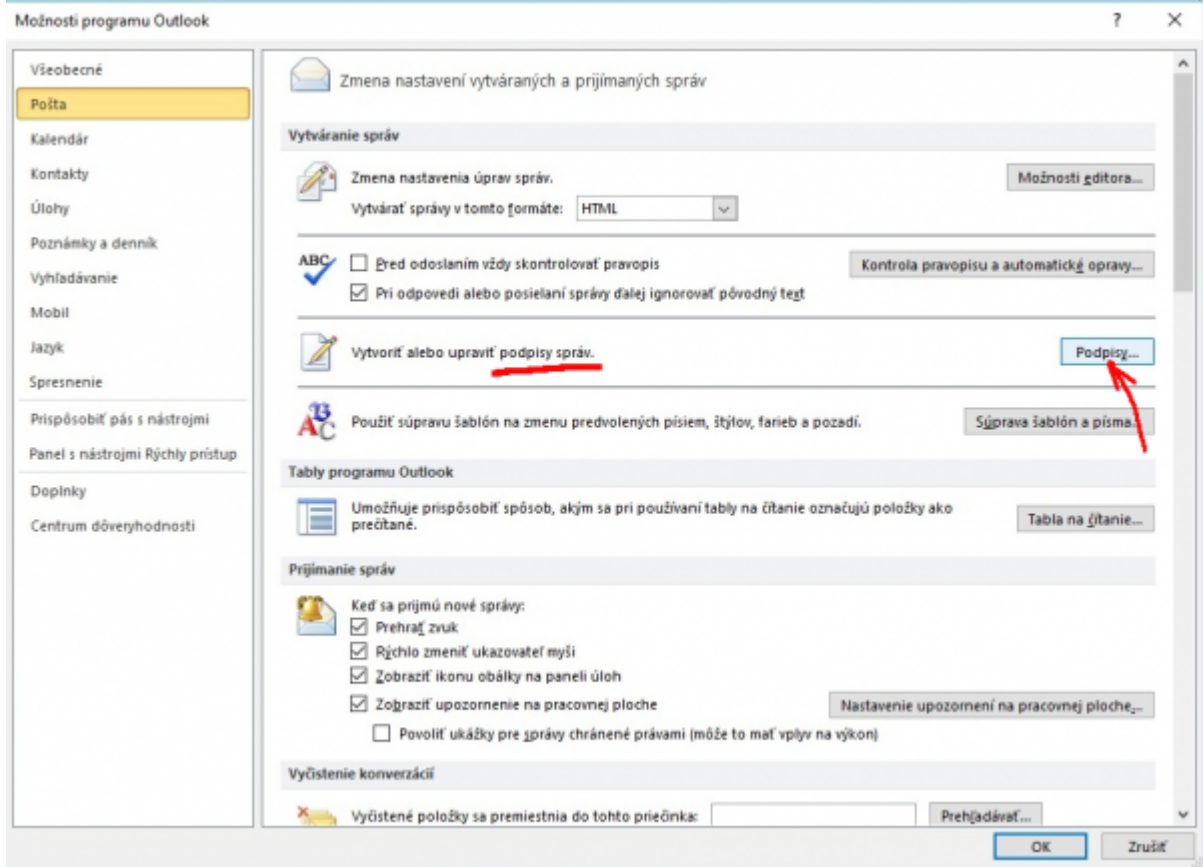 Možnosti programu Outlook
Všeobecné
Pošta
Kalendár
Kontakty
Úlohy
Poznámky a denník
Vyhľadávanie
Mobil
Jazyk
Spresnenie
Prispôsobiť pás s nástrojmi
Panel s nástrojmi Rýchly prístup
Doplnky
Centrum dôveryhodnosti
Zmena nastavení vytváraných a prijímaných správ
Vytváranie správ
Zmena nastavenia úprav správ.
Možnosti editora...
Vytvárať správy v tomto formáte: HTML
ABC
Pred odoslaním vždy skontrolovať pravopis
Kontrola pravopisu a automatické opravy...
Pri odpovedi alebo posielaní správy ďalej ignorovať pôvodný text
Vytvoriť alebo upraviť podpisy správ.
Podpisy...
Použiť súpravu šablón na zmenu predvolených písiem, štýlov, farieb a pozadí.
Súprava šablón a písma...
Tably programu Outlook
Umožňuje prispôsobiť spôsob, akým sa pri používaní tably na čítanie označujú položky ako
prečítané.
Tabla na čítanie...
Prijímanie správ
Keď sa prijmú nové správy:
Prehrať zvuk
Rýchlo zmeniť ukazovateľ myši
Zobraziť ikonu obálky na paneli úloh
Zobraziť upozornenie na pracovnej ploche
Nastavenie upozornení na pracovnej ploche...
Povoliť ukážky pre správy chránené právami (môže to mať vplyv na výkon)
Vyčistenie konverzácií
Vyčistené položky sa premiestnia do tohto priečinka:
Prehľadávať...
OK
Zrušiť